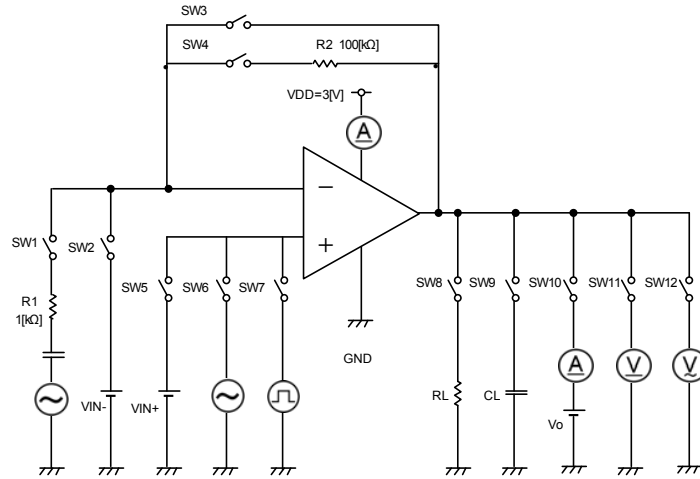 SW3
SW4
R2 100[kΩ]
VDD=3[V]
A
−
+
SW1
SW2
SW5
SW6
SW7
SW8
SW9
SW10
SW11
SW12
R1
1[kΩ]
GND
A
V
V
VIN-
VIN+
RL
CL
Vo